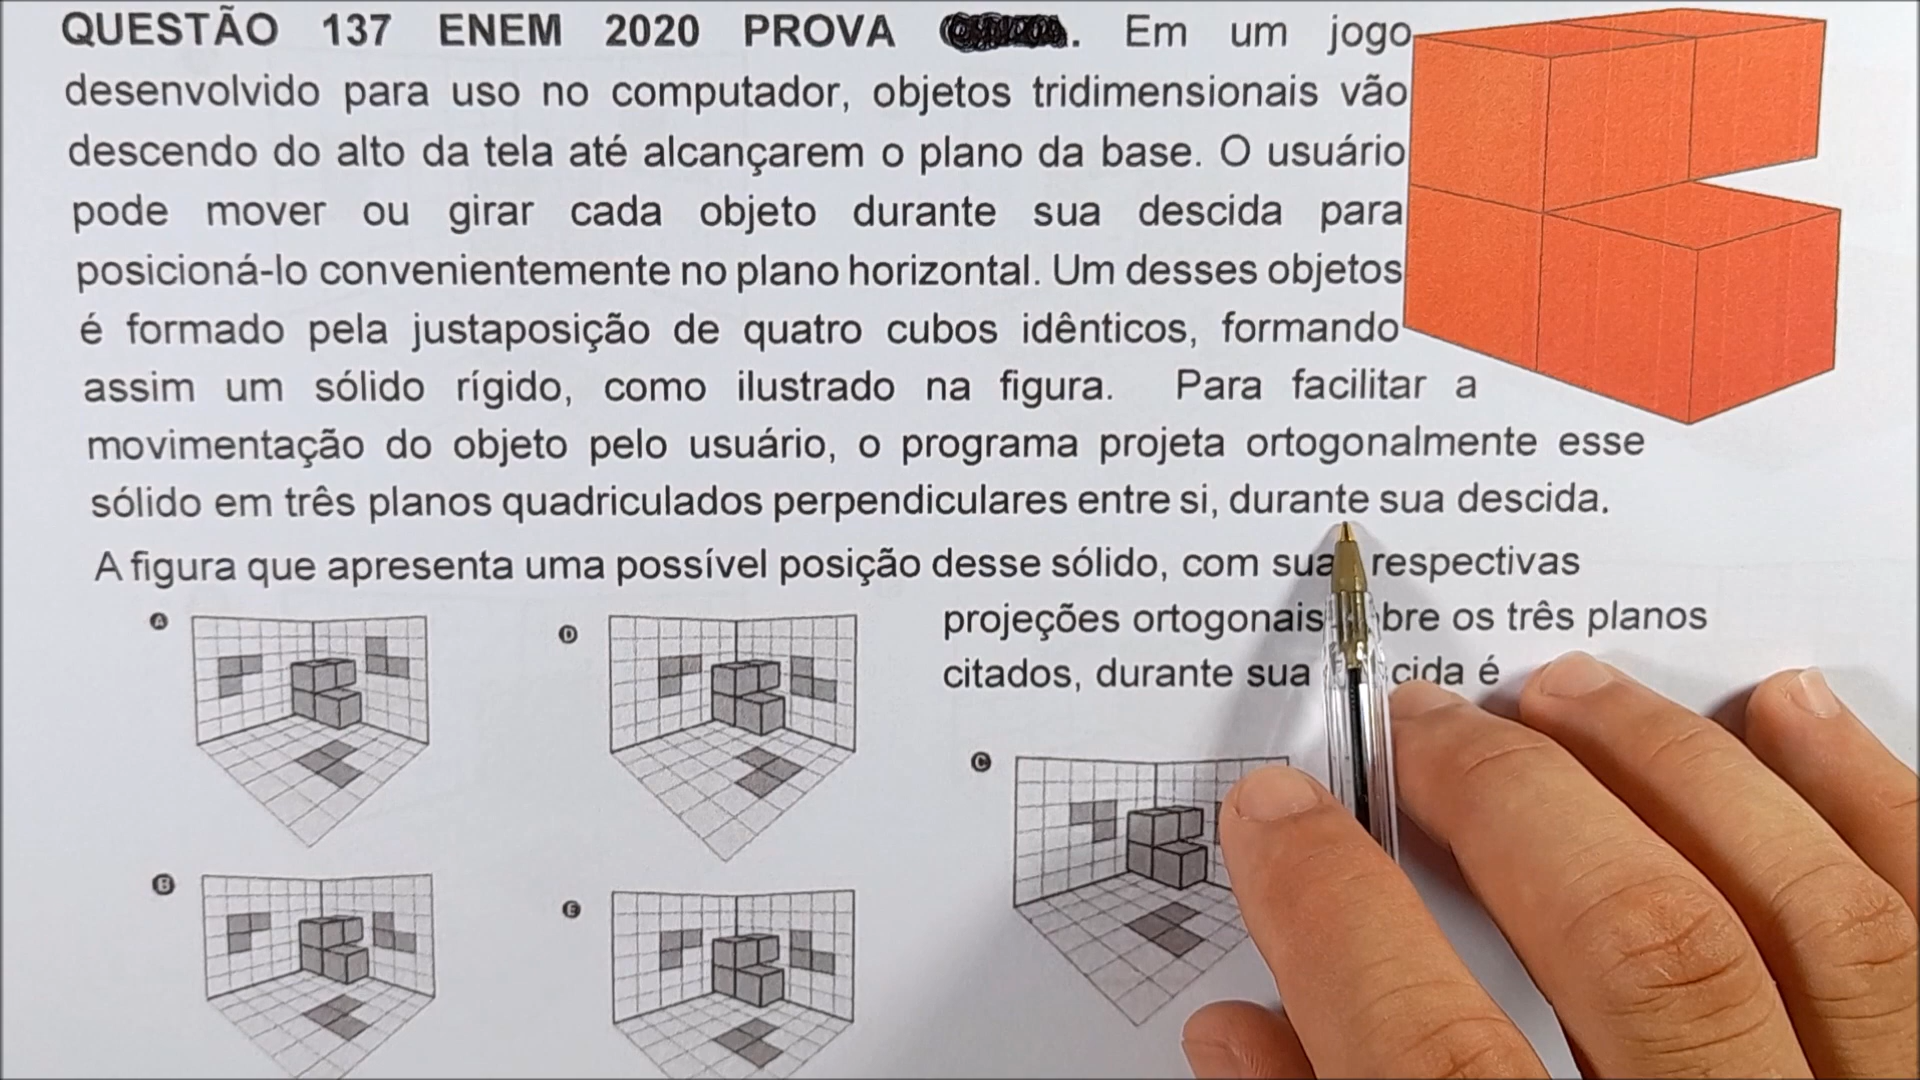 QUESTÃO 137 ENEM 2020 PROVA . Em um jogo
desenvolvido para uso no computador, objetos tridimensionais vão
descendo do alto da tela até alcançarem o plano da base. O usuário
pode mover ou girar cada objeto durante sua descida para
posicioná-lo convenientemente no plano horizontal. Um desses objetos
é formado pela justaposição de quatro cubos idênticos, formando
assim um sólido rígido, como ilustrado na figura. Para facilitar a
movimentação do objeto pelo usuário, o programa projeta ortogonalmente esse
sólido em três planos quadriculados perpendiculares entre si, durante sua descida.
A figura que apresenta uma possível posição desse sólido, com sua respectivas
projeções ortogonais bre os três planos
citados, durante sua cida é
A
D
C
B
E